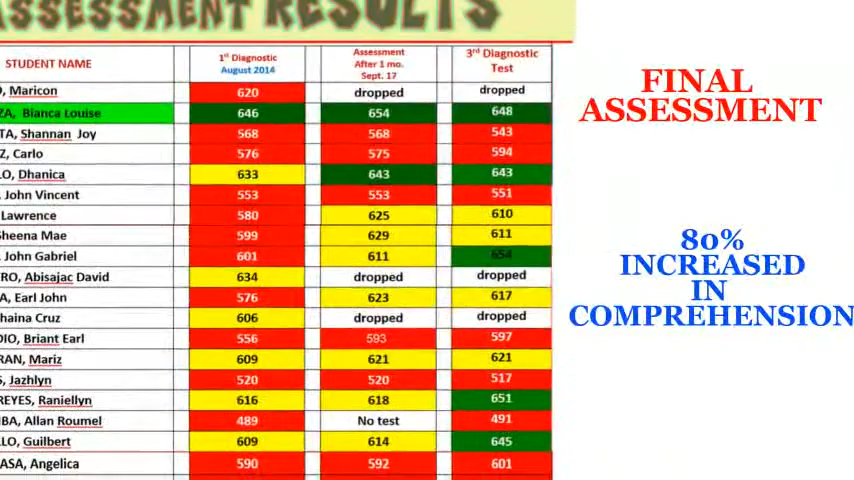 ASSESSMENT RESULTS
STUDENT NAME 1st Diagnostic August 2014 Assessment After 1 mo. Sept. 17 3rd Diagnostic Test
, Maricon 620 dropped dropped
ZA, Bianca Louise 646 654 648
TA, Shannan Joy 568 568 543
Z, Carlo 576 575 594
LO, Dhanica 633 643 643
, John Vincent 553 553 551
Lawrence 580 625 610
Sheena Mae 599 629 611
, John Gabriel 601 611 654
RO, Abisajac David 634 dropped dropped
A, Earl John 576 623 617
haina Cruz 606 dropped dropped
DIO, Briant Earl 556 593 597
RAN, Mariz 609 621 621
S, Jazhlyn 520 520 517
REYES, Raniellyn 616 618 651
BA, Allan Roumel 489 No test 491
LO, Guilbert 609 614 645
ASA, Angelica 590 592 601
FINAL
ASSESSMENT
80%
INCREASED
IN
COMPREHENSION